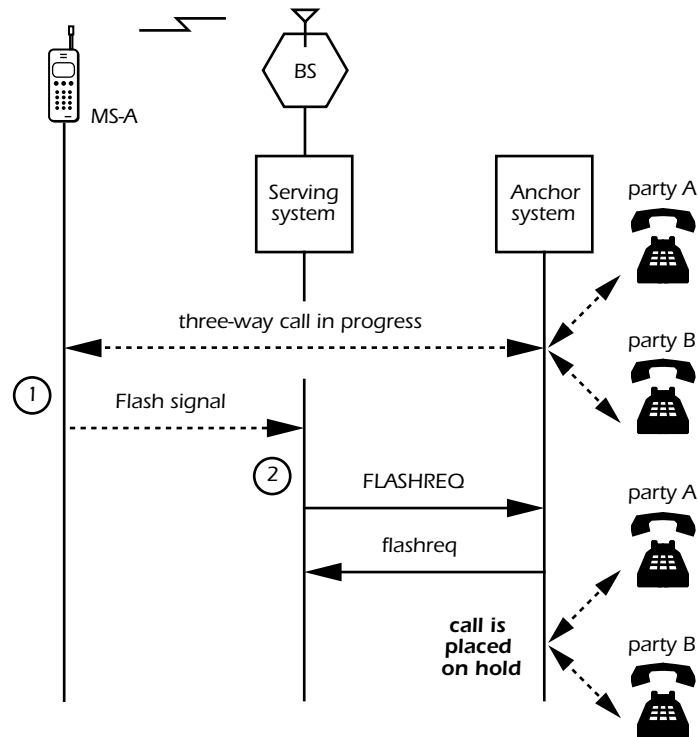 BS
MS-A
Serving
system
Anchor
system
party A
three-way call in progress
party B
1
Flash signal
2
FLASHREQ
party A
flashreq
call is
placed
on hold
party B